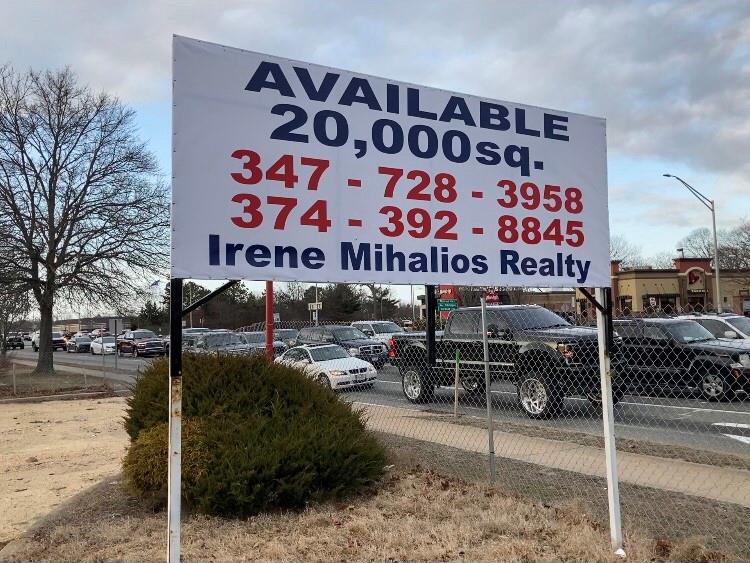 AVAILABLE
20,000sq.
347 - 728 - 3958
374 - 392 - 8845
Irene Mihalios Realty